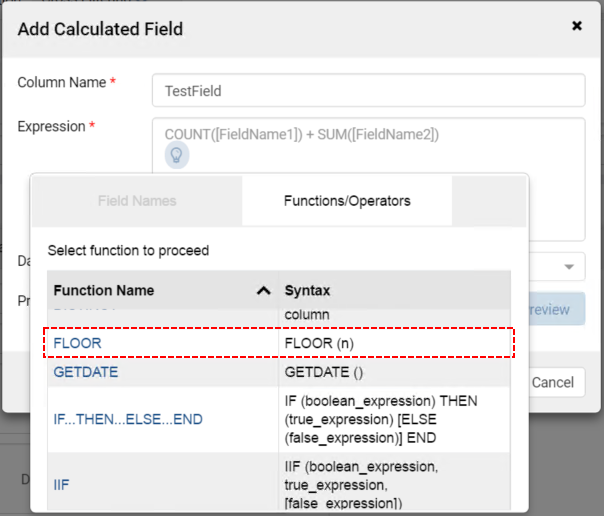 Add Calculated Field
Column Name *
TestField
Expression *
COUNT([FieldName1]) + SUM([FieldName2])
Field Names
Functions/Operators
Select function to proceed
Function Name
Syntax
column
FLOOR
FLOOR (n)
GETDATE
GETDATE ()
IF...THEN...ELSE...END
IF (boolean_expression) THEN
(true_expression) [ELSE
(false_expression)] END
IIF
IIF (boolean_expression,
true_expression,
[false_expression])
Da
Pr
review
Cancel
D